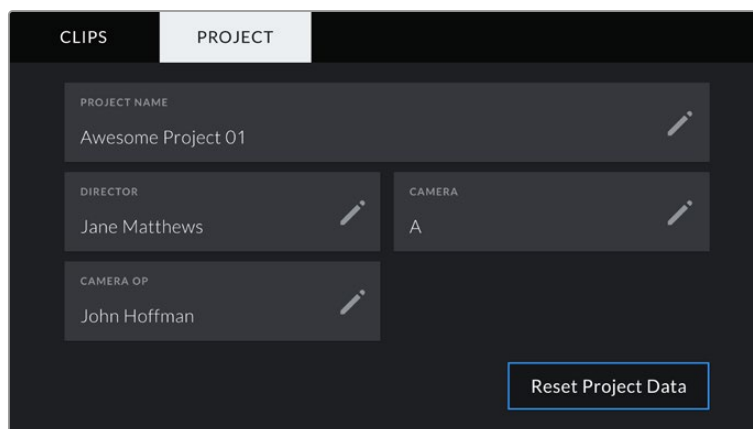 CLIPS
PROJECT
PROJECT NAME
Awesome Project 01
DIRECTOR
Jane Matthews
CAMERA
A
CAMERA OP
John Hoffman
Reset Project Data